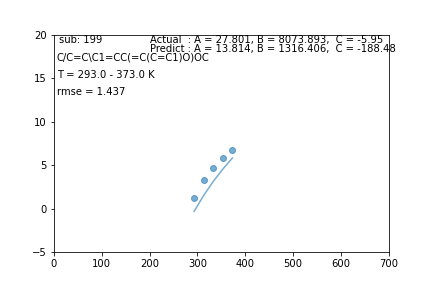 sub: 199
Actual : A = 27.801, B = 8073.893, C = -5.95
Predict : A = 13.814, B = 1316.406, C = -188.48
C/C=C\C1=CC(=C(C=C1)O)OC
T = 293.0 - 373.0 K
rmse = 1.437
20
15
10
5
0
−5
0 100 200 300 400 500 600 700